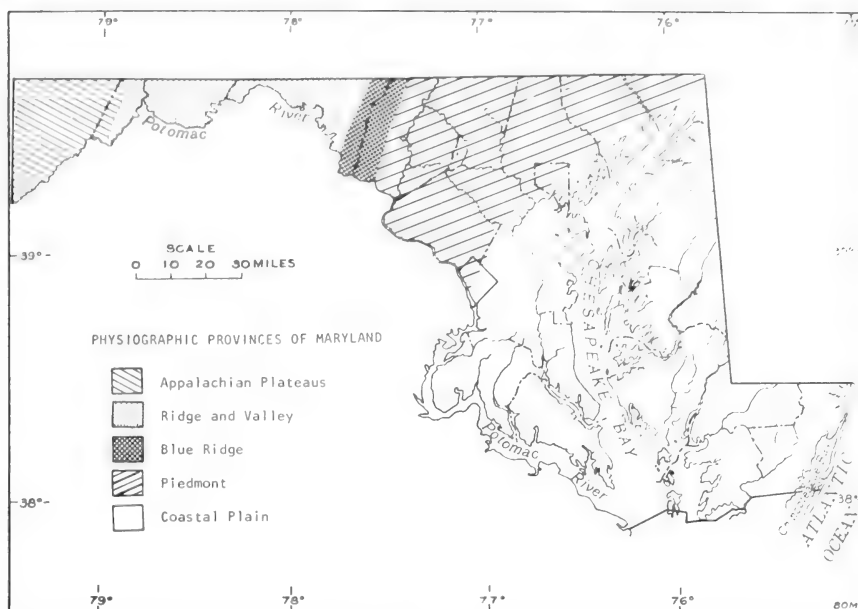 79° 78° 77° 76°
Potomac
River
39°
SCALE
0 10 20 30 MILES
PHYSIOGRAPHIC PROVINCES OF MARYLAND
Appalachian Plateaus
Ridge and Valley
Blue Ridge
Piedmont
Coastal Plain
CHESAPEAKE BAY
Potomac
River
38°
38°
ATLANTIC
OCEAN
79° 78° 77° 76°